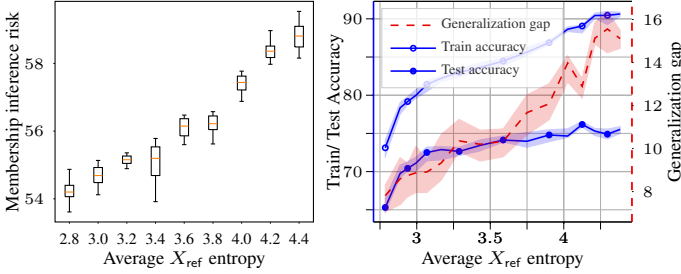 Membership inference risk
58
56
54
2.8 3.0 3.2 3.4 3.6 3.8 4.0 4.2 4.4
Average X_ref entropy
Train/ Test Accuracy
90
80
70
Generalization gap
Train accuracy
Test accuracy
3 3.5 4
Average X_ref entropy
16
14
12
10
8
Generalization gap